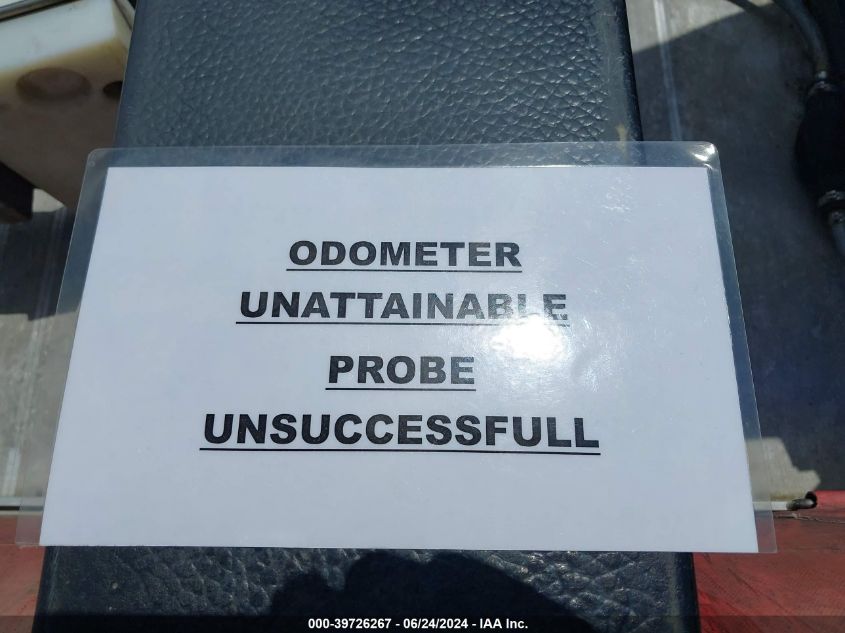 ODOMETER
UNATTAINABLE
PROBE
UNSUCCESSFULL
000-39726267 / 06/24/2024 - IAA Inc.